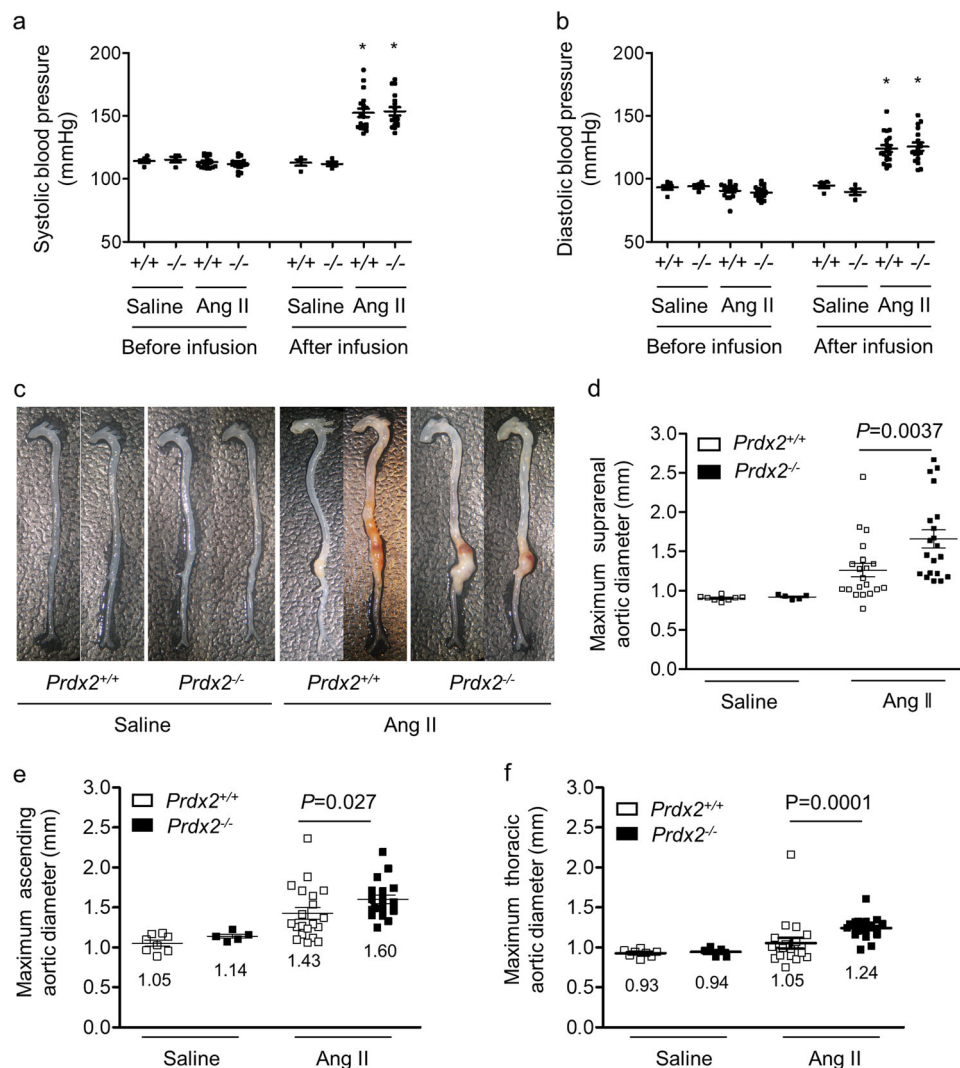 a
Systolic blood pressure
(mmHg)
200
150
100
50
* *
+/+ -/- +/+ -/- +/+ -/- +/+ -/-
Saline Ang II Saline Ang II
Before infusion After infusion
b
Diastolic blood pressure
(mmHg)
200
150
100
50
* *
+/+ -/- +/+ -/- +/+ -/- +/+ -/-
Saline Ang II Saline Ang II
Before infusion After infusion
c
Prdx2+/+ Prdx2-/- Prdx2+/+ Prdx2-/-
Saline Ang II
d
Maximum suprarenal
aortic diameter (mm)
3.0
2.5
2.0
1.5
1.0
0.5
0.0
Prdx2+/+
Prdx2-/-
P=0.0037
Saline Ang Ⅱ
e
Maximum ascending
aortic diameter (mm)
3.0
2.5
2.0
1.5
1.0
0.5
0.0
Prdx2+/+
Prdx2-/-
P=0.027
1.05 1.14 1.43 1.60
Saline Ang II
f
Maximum thoracic
aortic diameter (mm)
3.0
2.5
2.0
1.5
1.0
0.5
0.0
Prdx2+/+
Prdx2-/-
P=0.0001
0.93 0.94 1.05 1.24
Saline Ang II